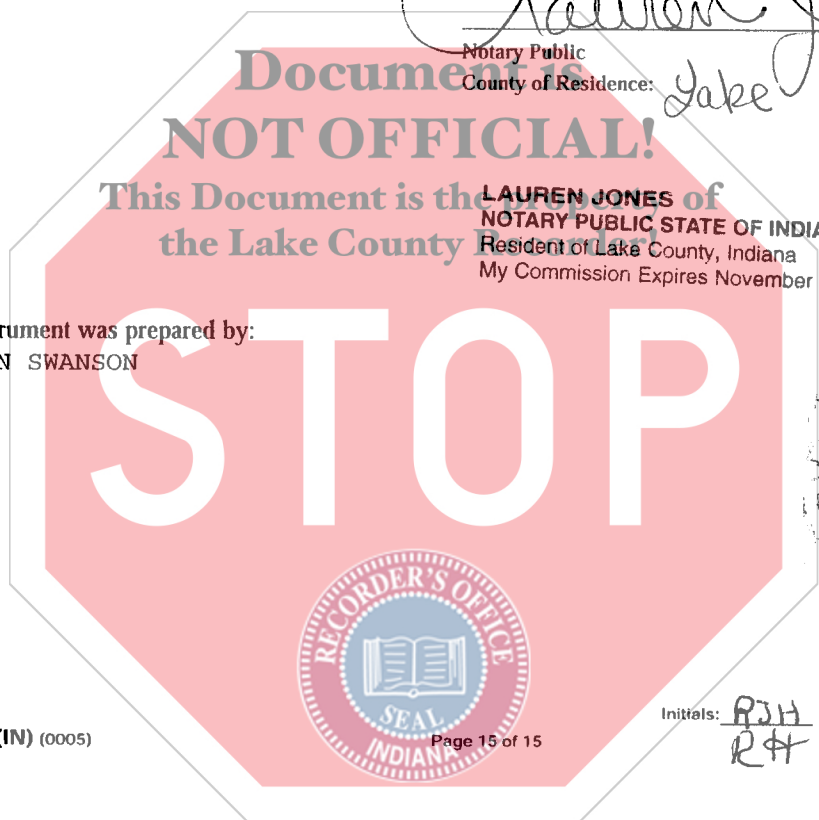 Lauren J
Notary Public
County of Residence: Lake
Document is
NOT OFFICIAL!
This Document is the property of
the Lake County Recorder!
LAUREN JONES
NOTARY PUBLIC STATE OF INDIA
Resident of Lake County, Indiana
My Commission Expires November
rument was prepared by:
N SWANSON
STOP
RECORDER'S OFFICE
SEAL
INDIANA
Initials: RJH
RH
(IN) (0005)
Page 15 of 15